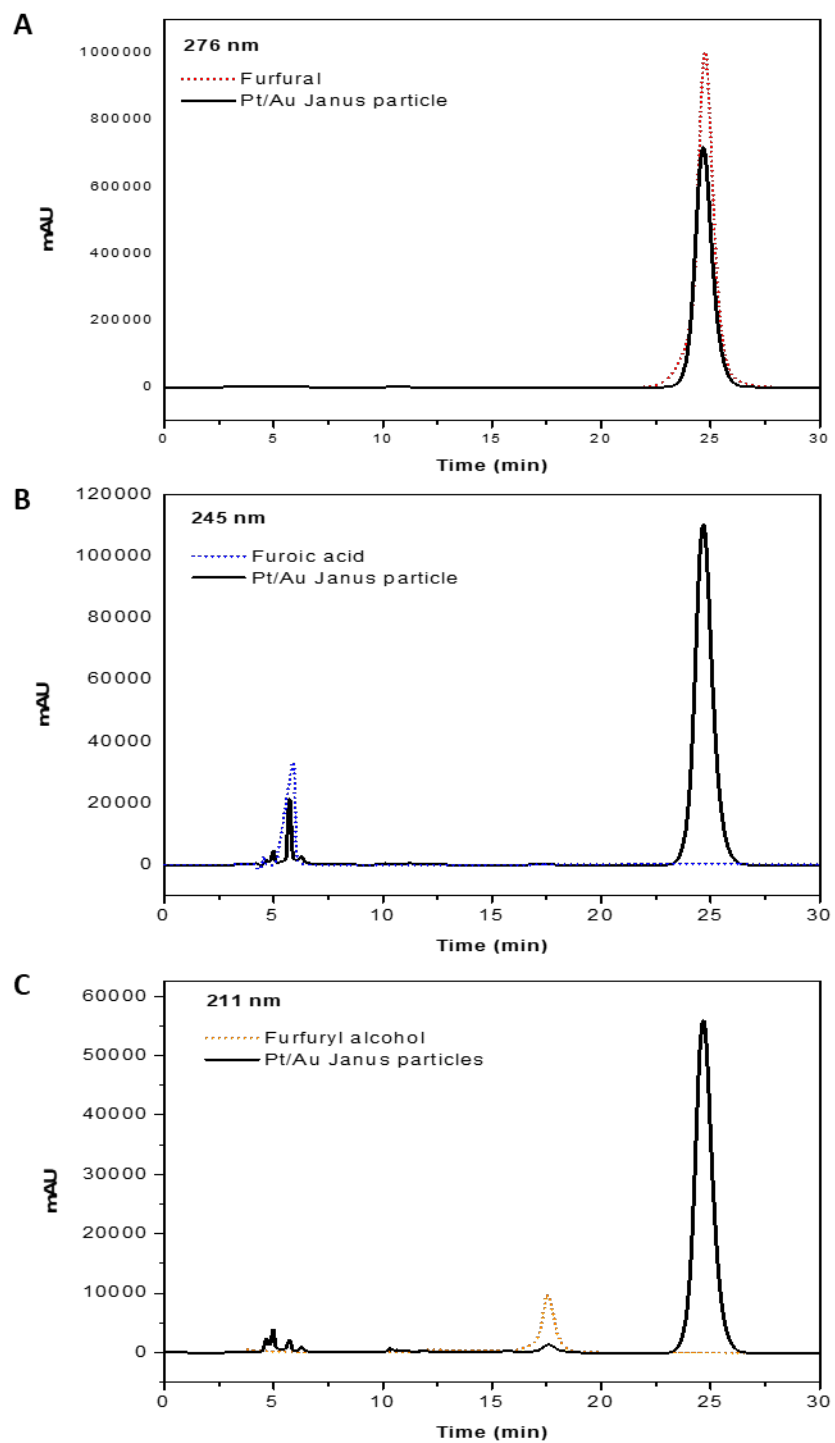 A
276 nm
Furfural
Pt/Au Janus particle
1000000
800000
600000
400000
200000
0
mAU
0 5 10 15 20 25 30
Time (min)
B
245 nm
Furoic acid
Pt/Au Janus particle
120000
100000
80000
60000
40000
20000
0
mAU
0 5 10 15 20 25 30
Time (min)
C
211 nm
Furfuryl alcohol
Pt/Au Janus particles
60000
50000
40000
30000
20000
10000
0
mAU
0 5 10 15 20 25 30
Time (min)